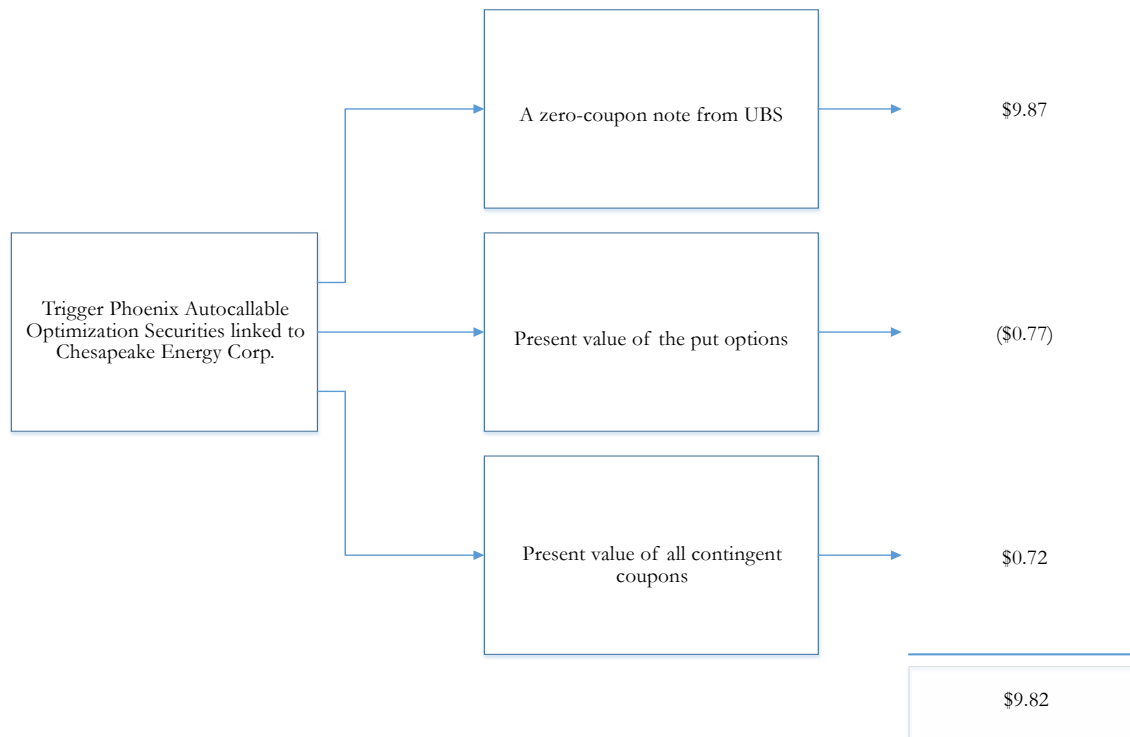 A zero-coupon note from UBS
$9.87
Trigger Phoenix Autocallable
Optimization Securities linked to
Chesapeake Energy Corp.
Present value of the put options
($0.77)
Present value of all contingent
coupons
$0.72
$9.82